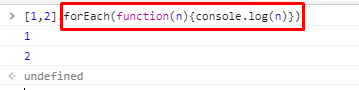 > [1,2].forEach(function(n){console.log(n)})
1
2
< undefined